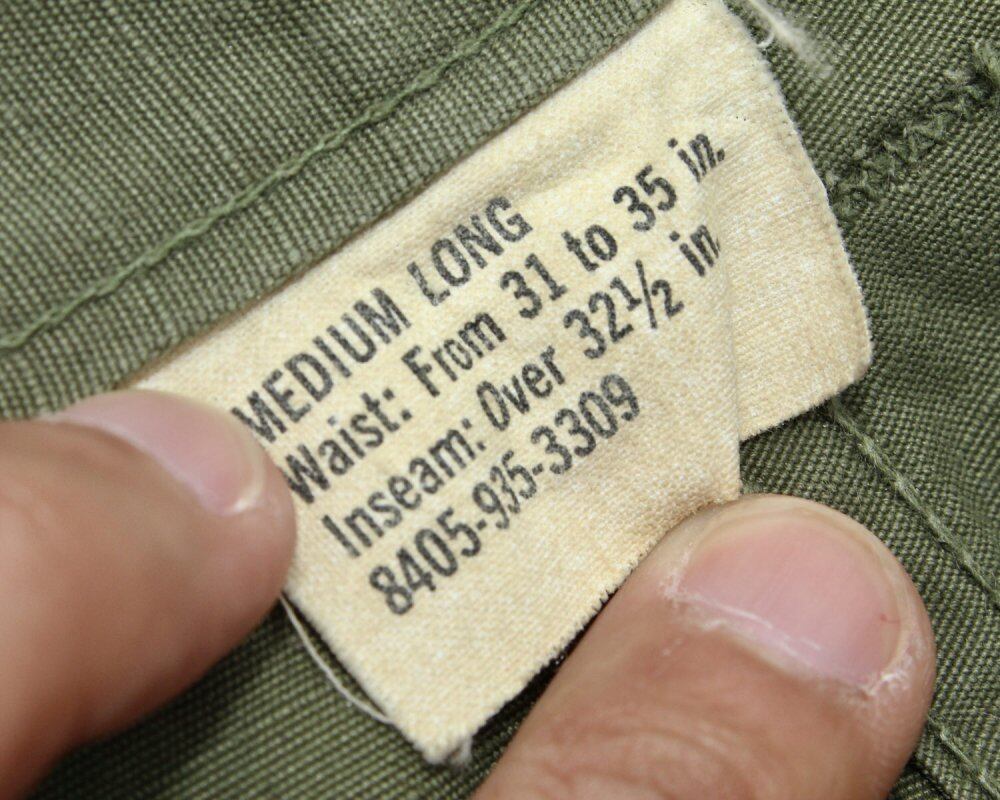 MEDIUM LONG
Waist: From 31 to 35 in.
Inseam: Over 32½ in
8405-935-3309